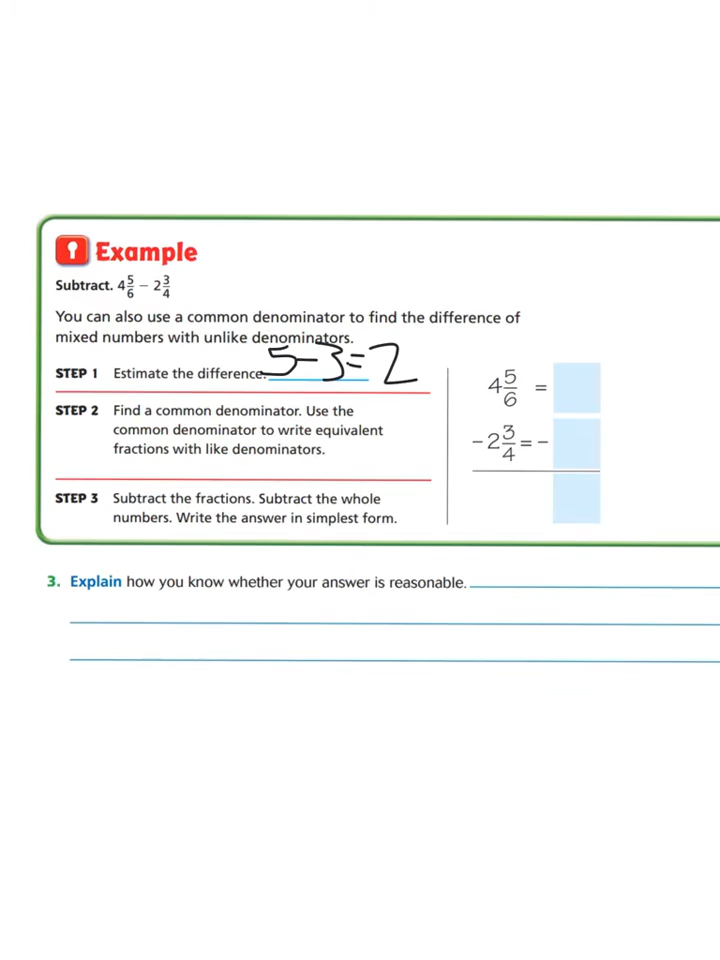 Example
Subtract. 4 5/6 − 2 3/4
You can also use a common denominator to find the difference of
mixed numbers with unlike denominators.
STEP 1 Estimate the difference. 5-3=2
STEP 2 Find a common denominator. Use the
common denominator to write equivalent
fractions with like denominators.
STEP 3 Subtract the fractions. Subtract the whole
numbers. Write the answer in simplest form.
4 5/6 =
− 2 3/4 = −
3. Explain how you know whether your answer is reasonable.